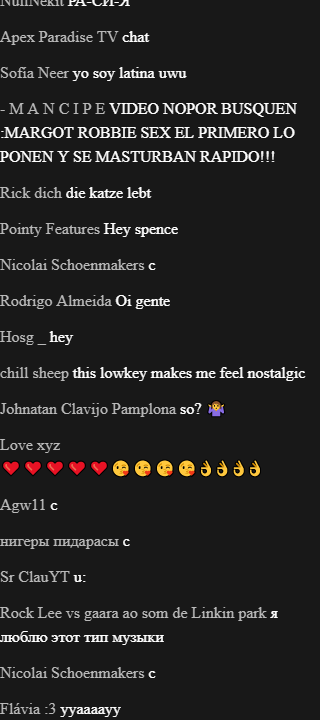 NullNekit РА-СИ-Я
Apex Paradise TV chat
Sofía Neer yo soy latina uwu
- M A N C I P E VIDEO NOPOR BUSQUEN
:MARGOT ROBBIE SEX EL PRIMERO LO
PONEN Y SE MASTURBAN RAPIDO!!!
Rick dich die katze lebt
Pointy Features Hey spence
Nicolai Schoenmakers c
Rodrigo Almeida Oi gente
Hosg _ hey
chill sheep this lowkey makes me feel nostalgic
Johnatan Clavijo Pamplona so? 🤷‍♀️
Love xyz
❤️❤️❤️❤️❤️😘😘😘😘👌👌👌👌
Agw11 c
нигеры пидарасы c
Sr ClauYT u:
Rock Lee vs gaara ao som de Linkin park я
люблю этот тип музыки
Nicolai Schoenmakers c
Flávia :3 yyaaaayy